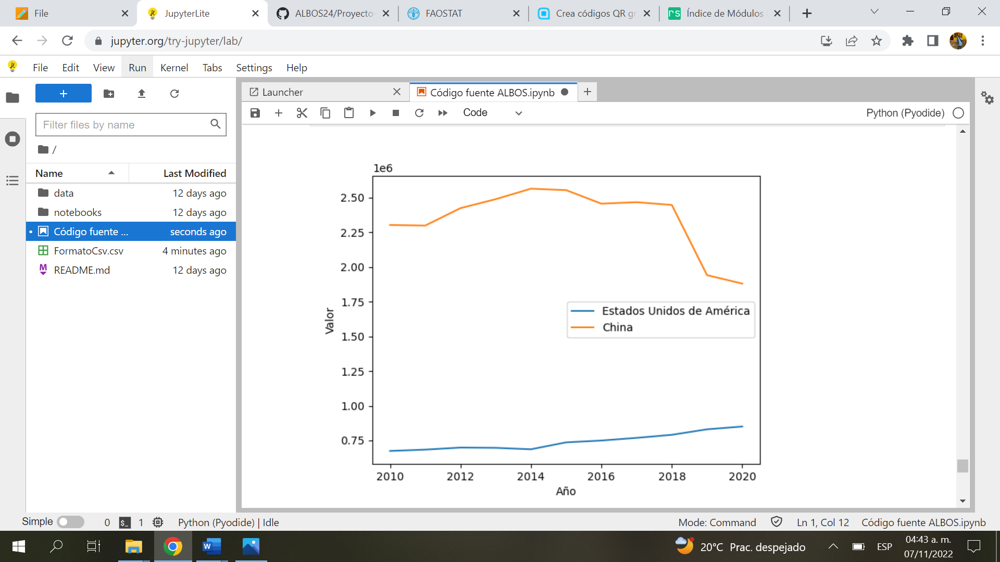 File
JupyterLite
ALBOS24/Proyecto-
FAOSTAT
Crea códigos QR gr
Índice de Módulos
jupyter.org/try-jupyter/lab/
File Edit View Run Kernel Tabs Settings Help
Launcher
Código fuente ALBOS.ipynb
Code
Python (Pyodide)
Filter files by name
/
Name Last Modified
data 12 days ago
notebooks 12 days ago
Código fuente ... seconds ago
FormatoCsv.csv 4 minutes ago
README.md 12 days ago
1e6
2.50
2.25
2.00
1.75
1.50
1.25
1.00
0.75
Valor
Estados Unidos de América
China
2010 2012 2014 2016 2018 2020
Año
Simple 0 $_ 1 Python (Pyodide) | Idle
Mode: Command Ln 1, Col 12 Código fuente ALBOS.ipynb
20°C Prac. despejado
ESP
04:43 a. m.
07/11/2022